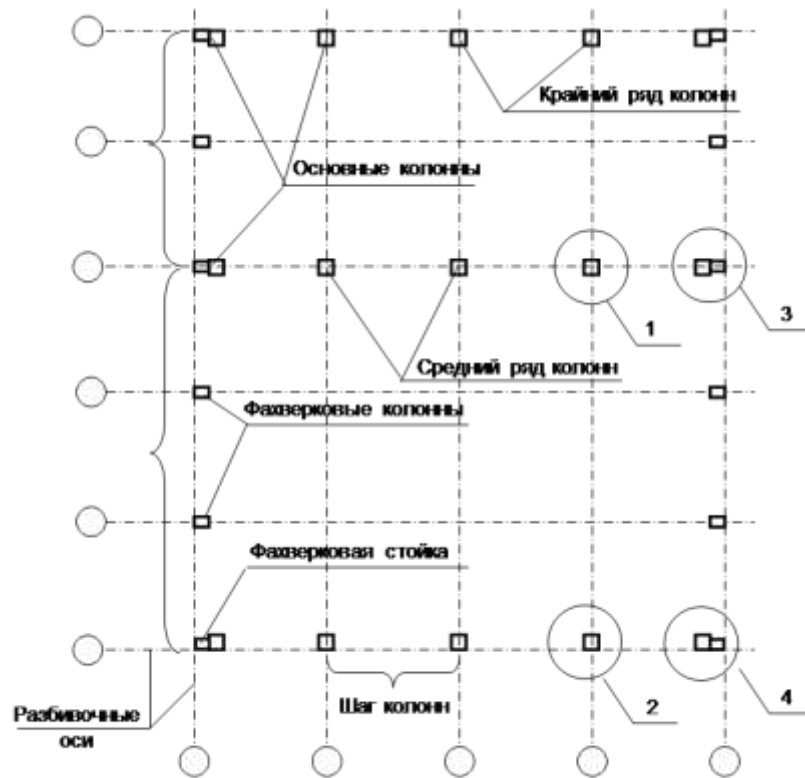 Крайний ряд колонн
Основные колонны
3
1
Средний ряд колонн
Фахверковые колонны
Фахверковая стойка
Шаг колонн
2
4
Разбивочные
оси